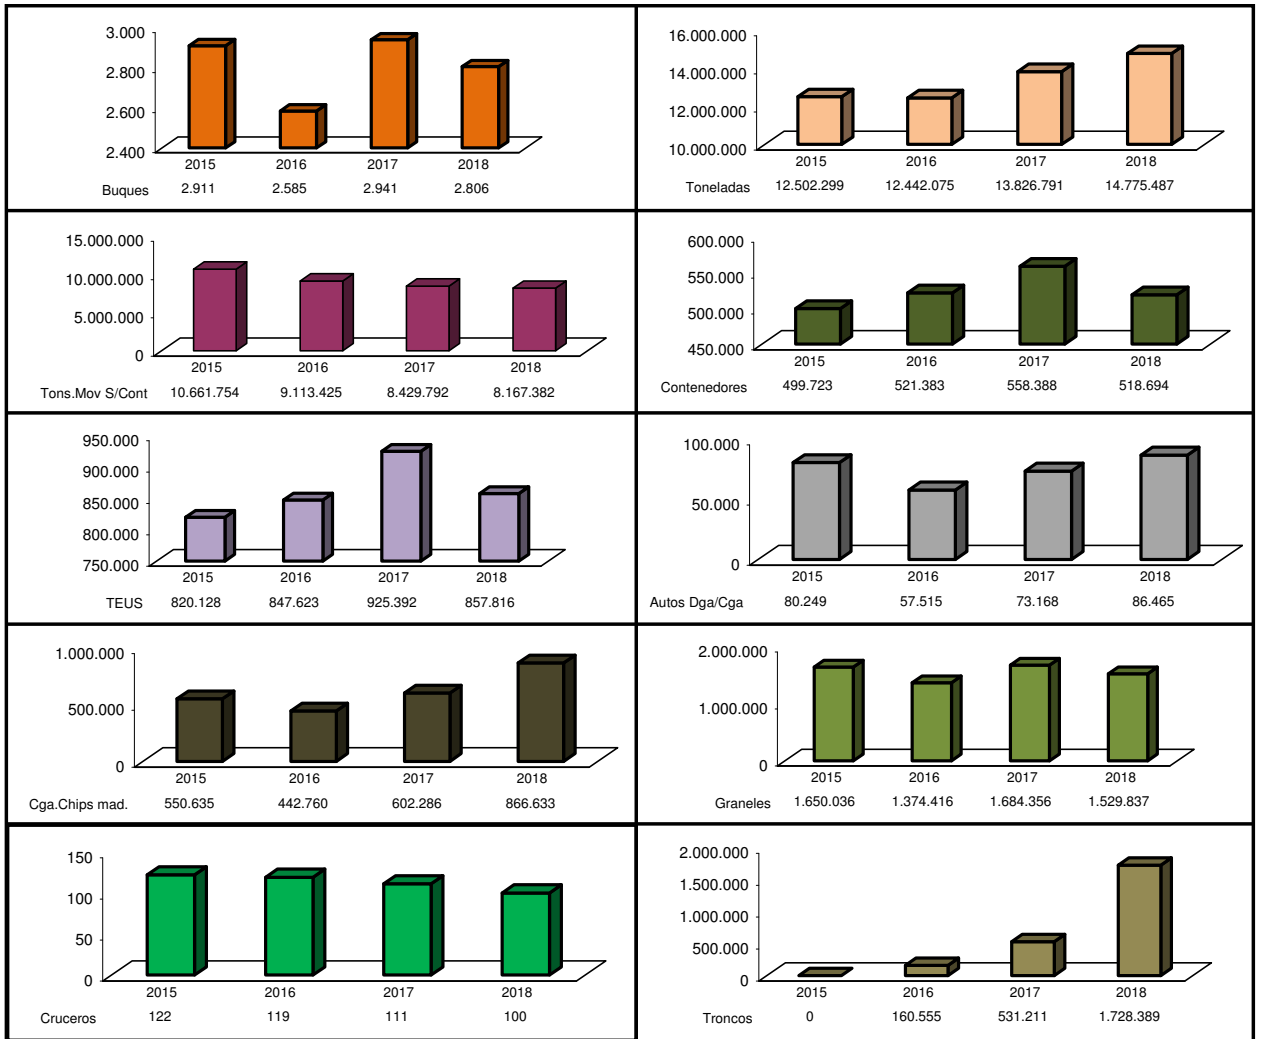 3.000
2.800
2.600
2.400
2015 2016 2017 2018
Buques 2.911 2.585 2.941 2.806
16.000.000
14.000.000
12.000.000
10.000.000
2015 2016 2017 2018
Toneladas 12.502.299 12.442.075 13.826.791 14.775.487
15.000.000
10.000.000
5.000.000
0
2015 2016 2017 2018
Tons.Mov S/Cont 10.661.754 9.113.425 8.429.792 8.167.382
600.000
550.000
500.000
450.000
2015 2016 2017 2018
Contenedores 499.723 521.383 558.388 518.694
950.000
900.000
850.000
800.000
750.000
2015 2016 2017 2018
TEUS 820.128 847.623 925.392 857.816
100.000
50.000
0
2015 2016 2017 2018
Autos Dga/Cga 80.249 57.515 73.168 86.465
1.000.000
500.000
0
2015 2016 2017 2018
Cga.Chips mad. 550.635 442.760 602.286 866.633
2.000.000
1.000.000
0
2015 2016 2017 2018
Graneles 1.650.036 1.374.416 1.684.356 1.529.837
150
100
50
0
2015 2016 2017 2018
Cruceros 122 119 111 100
2.000.000
1.500.000
1.000.000
500.000
0
2015 2016 2017 2018
Troncos 0 160.555 531.211 1.728.389